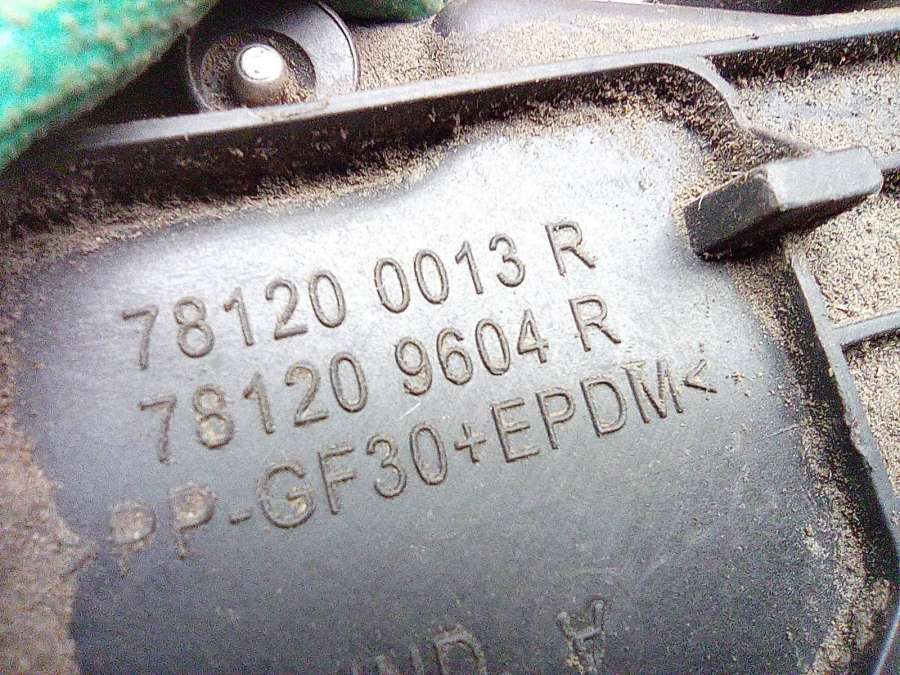 78120 0013 R
78120 9604 R
>PP-GF30+EPDM<